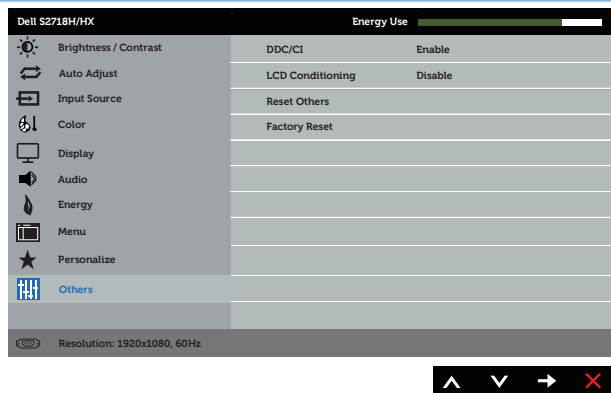 Dell S2718H/HX Energy Use
Brightness / Contrast DDC/CI Enable
Auto Adjust LCD Conditioning Disable
Input Source Reset Others
Color Factory Reset
Display
Audio
Energy
Menu
Personalize
Others
Resolution: 1920x1080, 60Hz